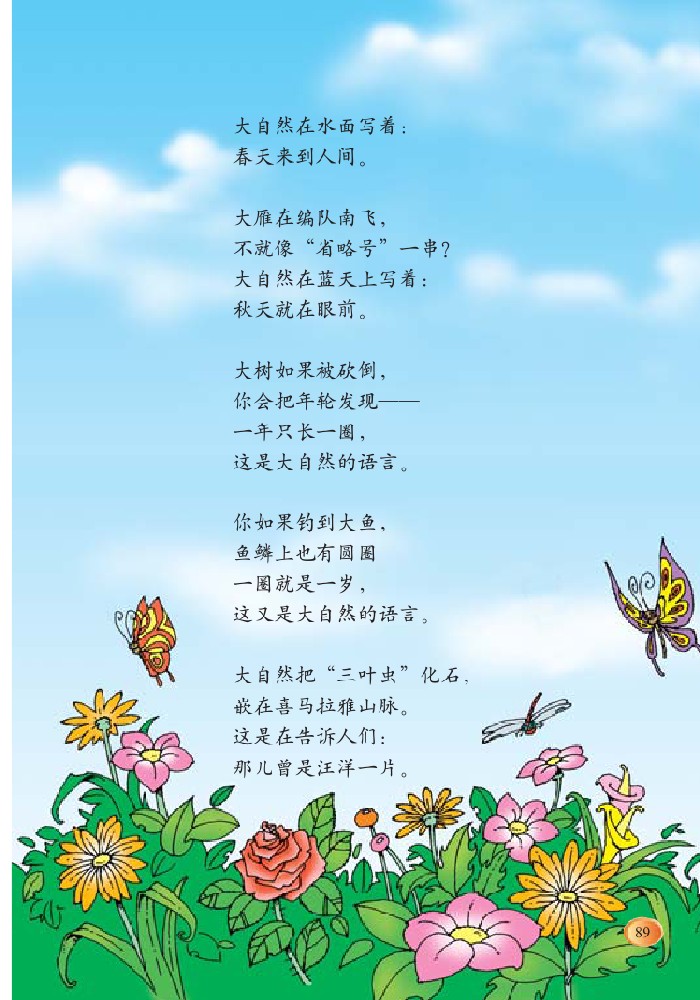 大自然在水面写着：
春天来到人间。
大雁在编队南飞，
不就像“省略号”一串？
大自然在蓝天上写着：
秋天就在眼前。
大树如果被砍倒，
你会把年轮发现——
一年只长一圈，
这是大自然的语言。
你如果钓到大鱼，
鱼鳞上也有圆圈
一圈就是一岁，
这又是大自然的语言。
大自然把“三叶虫”化石，
嵌在喜马拉雅山脉。
这是在告诉人们：
那儿曾是汪洋一片。
89